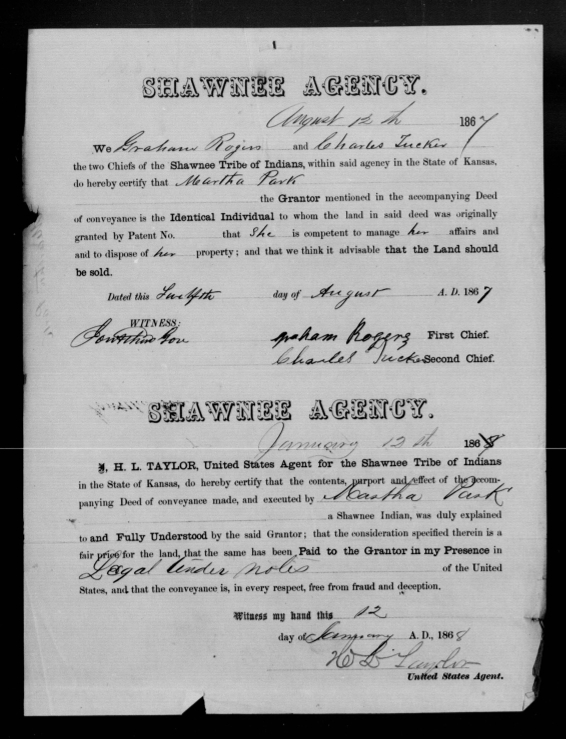 SHAWNEE AGENCY.
August 12 th 1867
We Graham Rogers and Charles Tucker
the two Chiefs of the Shawnee Tribe of Indians, within said agency in the State of Kansas,
do hereby certify that Martha Park
the Grantor mentioned in the accompanying Deed
of conveyance is the Identical Individual to whom the land in said deed was originally
granted by Patent No. that She is competent to manage her affairs and
and to dispose of her property; and that we think it advisable that the Land should
be sold.
Dated this Twelfth day of August A. D. 1867
WITNESS:
graham Rogers First Chief.
Charles Tucker Second Chief.
SHAWNEE AGENCY.
January 12 th 1868
I, H. L. TAYLOR, United States Agent for the Shawnee Tribe of Indians
in the State of Kansas, do hereby certify that the contents, purport and effect of the accom-
panying Deed of conveyance made, and executed by Martha Park
a Shawnee Indian, was duly explained
to and Fully Understood by the said Grantor; that the consideration specified therein is a
fair price for the land, that the same has been Paid to the Grantor in my Presence in
Legal tender notes of the United
States, and that the conveyance is, in every respect, free from fraud and deception.
Witness my hand this 12
day of January A. D., 1868
H L Taylor
United States Agent.